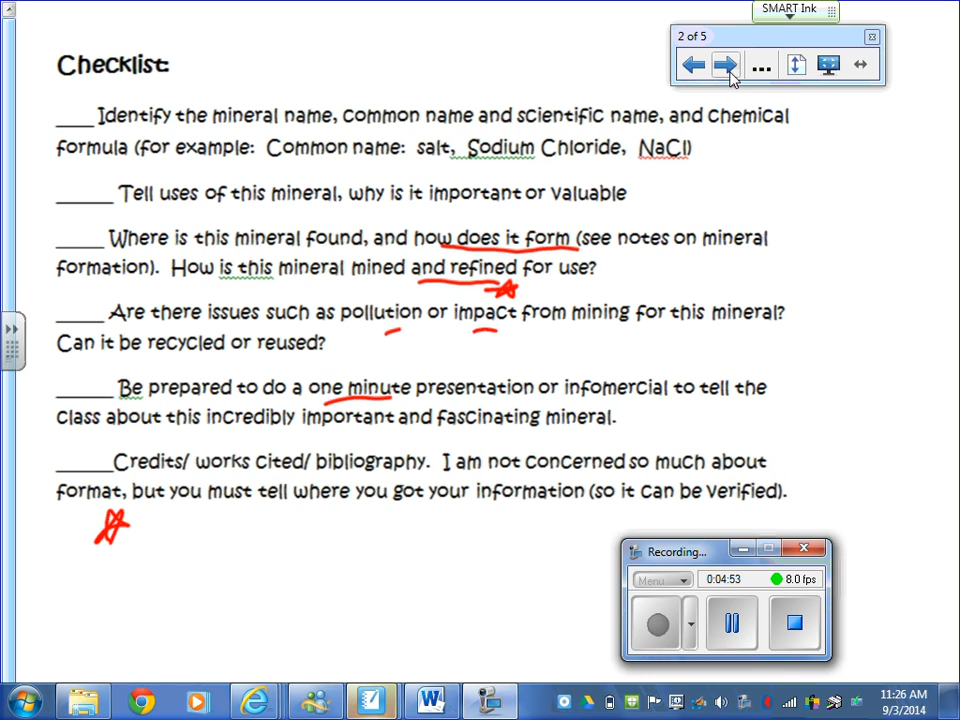 SMART Ink
2 of 5
Checklist:
____ Identify the mineral name, common name and scientific name, and chemical
formula (for example: Common name: salt, Sodium Chloride, NaCl)
______ Tell uses of this mineral, why is it important or valuable
_____ Where is this mineral found, and how does it form (see notes on mineral
formation). How is this mineral mined and refined for use?
_____ Are there issues such as pollution or impact from mining for this mineral?
Can it be recycled or reused?
______ Be prepared to do a one minute presentation or infomercial to tell the
class about this incredibly important and fascinating mineral.
______Credits/ works cited/ bibliography. I am not concerned so much about
format, but you must tell where you got your information (so it can be verified).
Recording...
Menu
0:04:53
8.0 fps
11:26 AM
9/3/2014